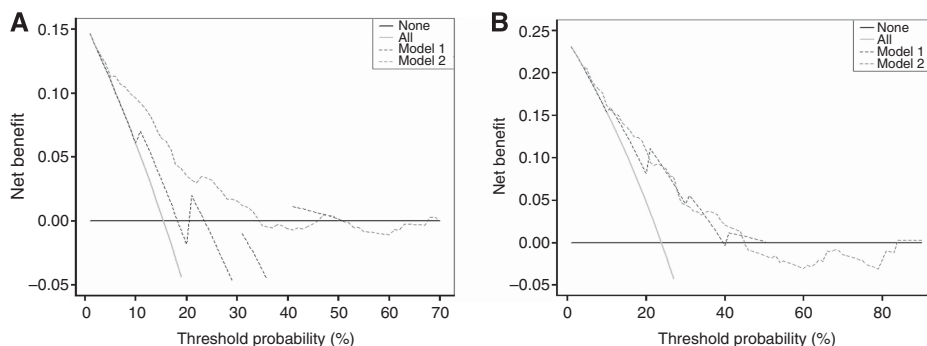 A
None
All
Model 1
Model 2
Net benefit
0.15
0.10
0.05
0.00
−0.05
0 10 20 30 40 50 60 70
Threshold probability (%)
B
None
All
Model 1
Model 2
Net benefit
0.25
0.20
0.15
0.10
0.05
0.00
−0.05
0 20 40 60 80
Threshold probability (%)